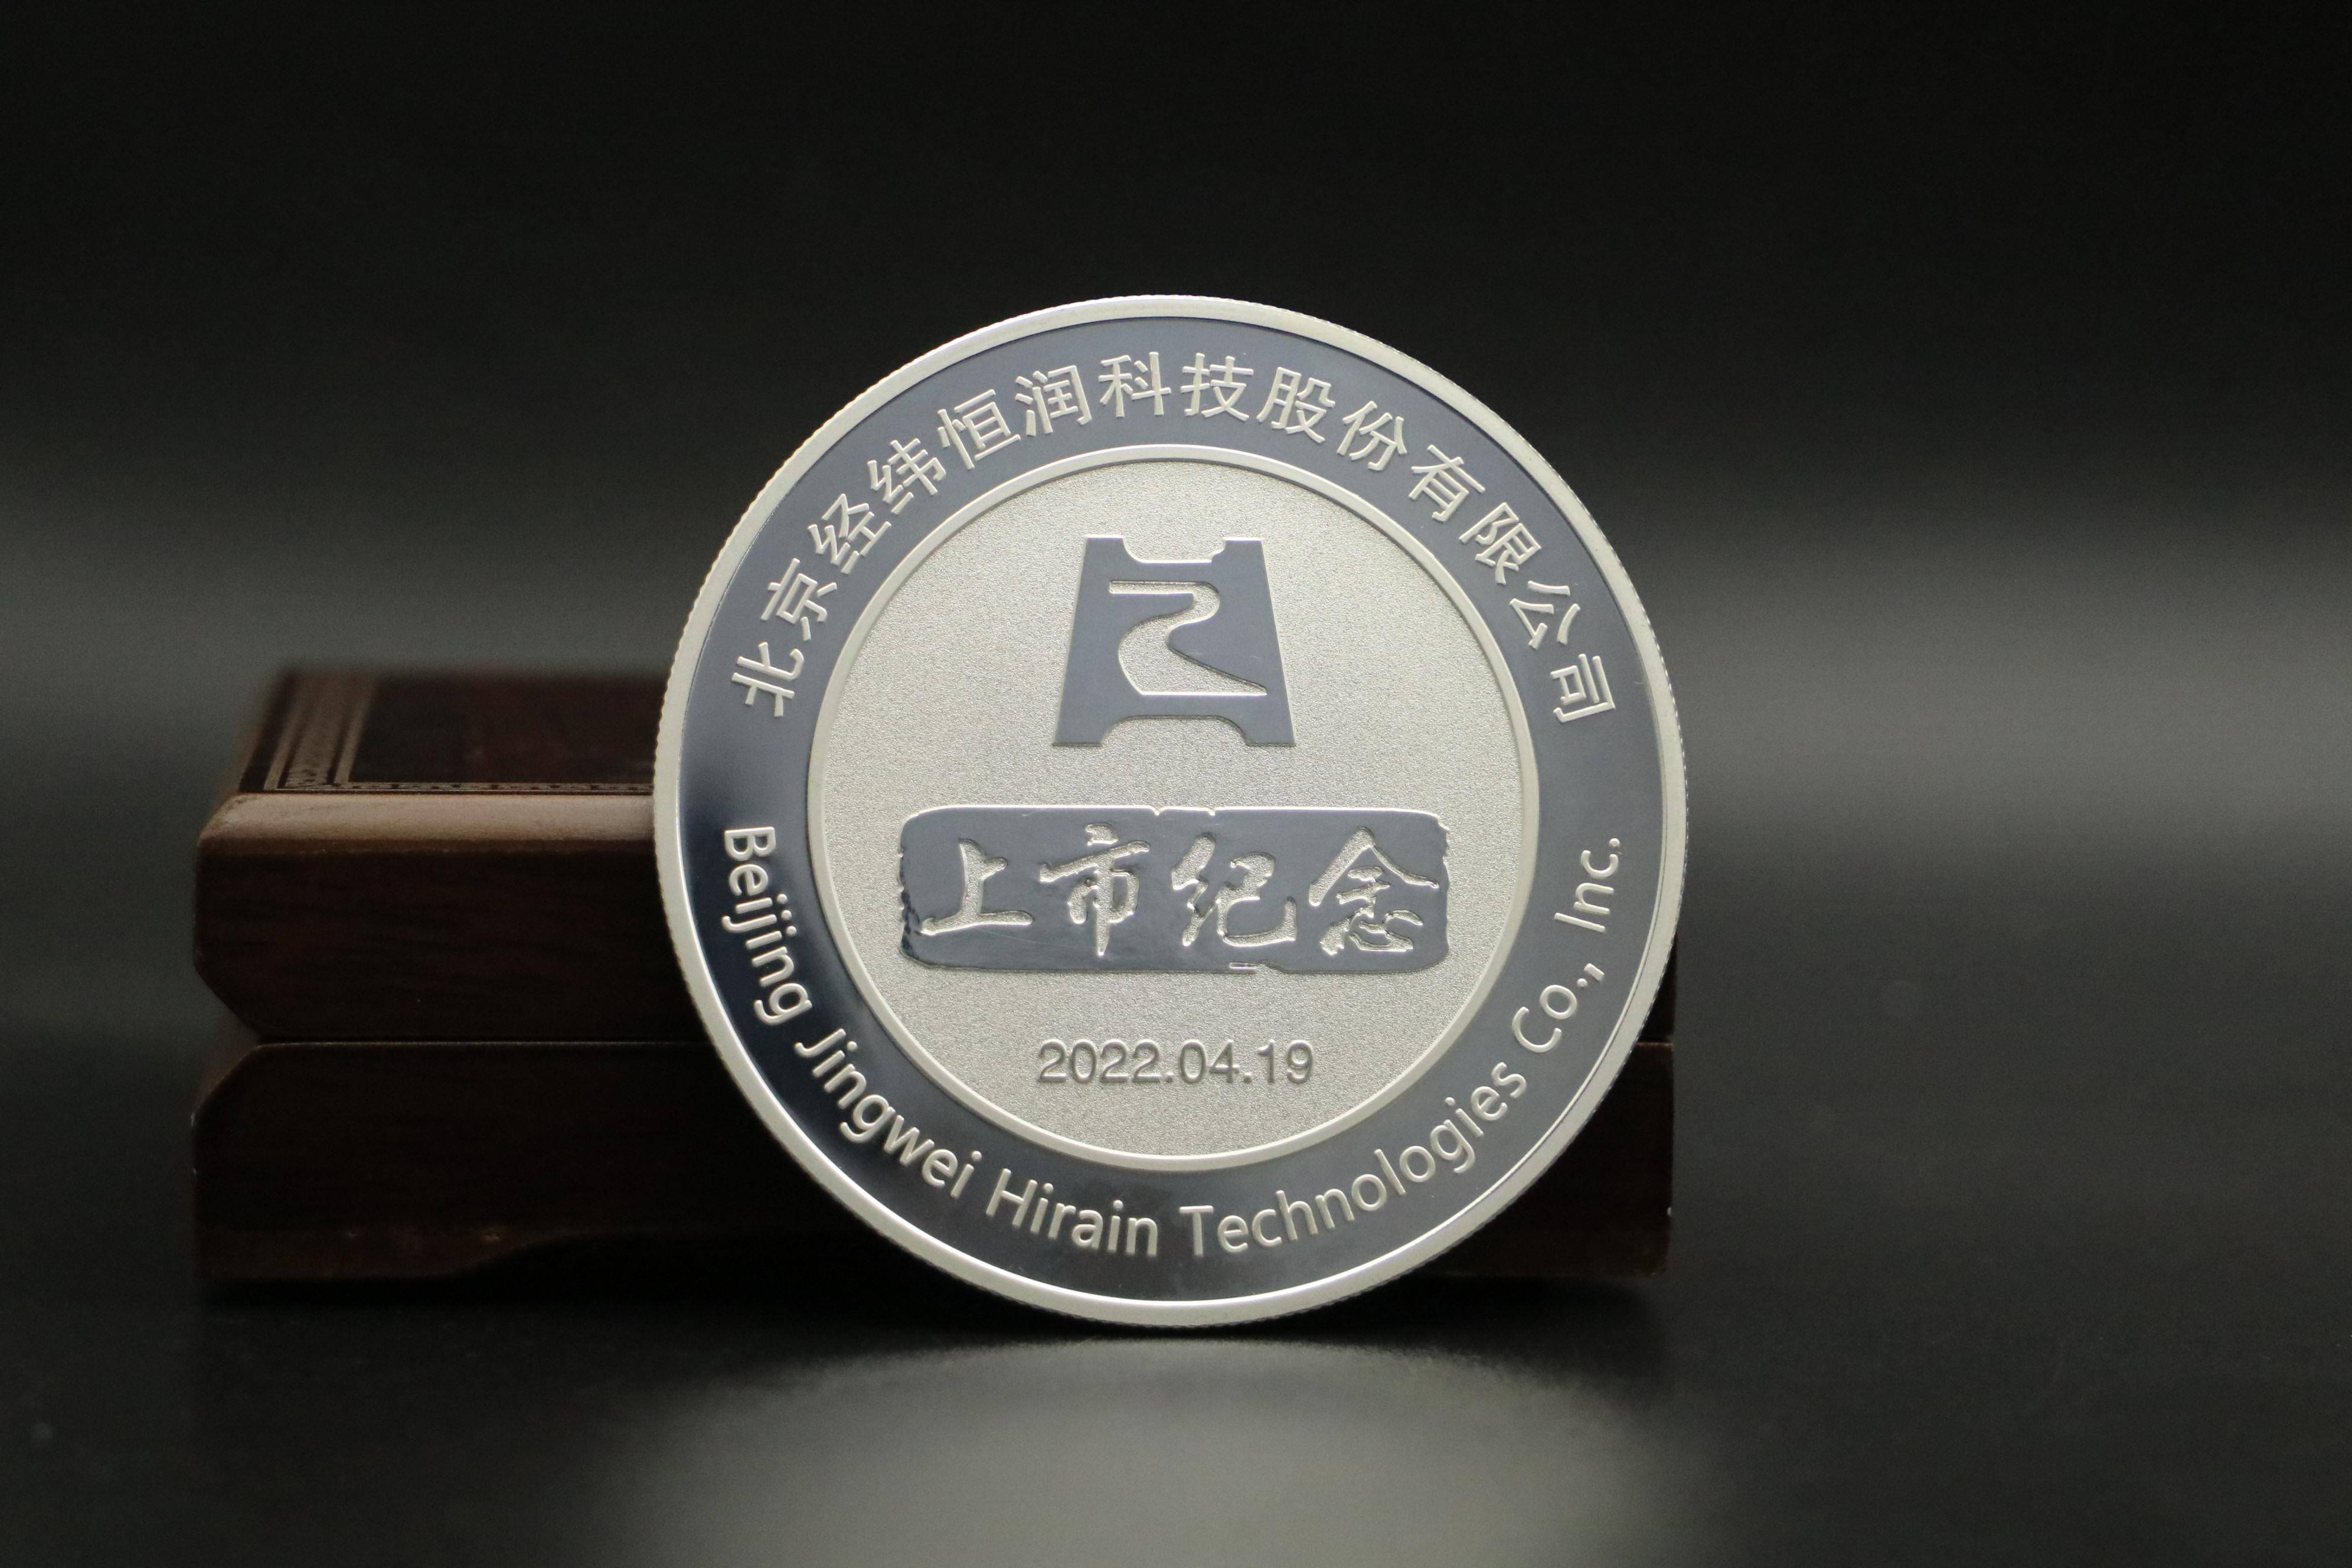 北京经纬恒润科技股份有限公司
上市纪念
2022.04.19
Beijing Jingwei Hirain Technologies Co., Inc.